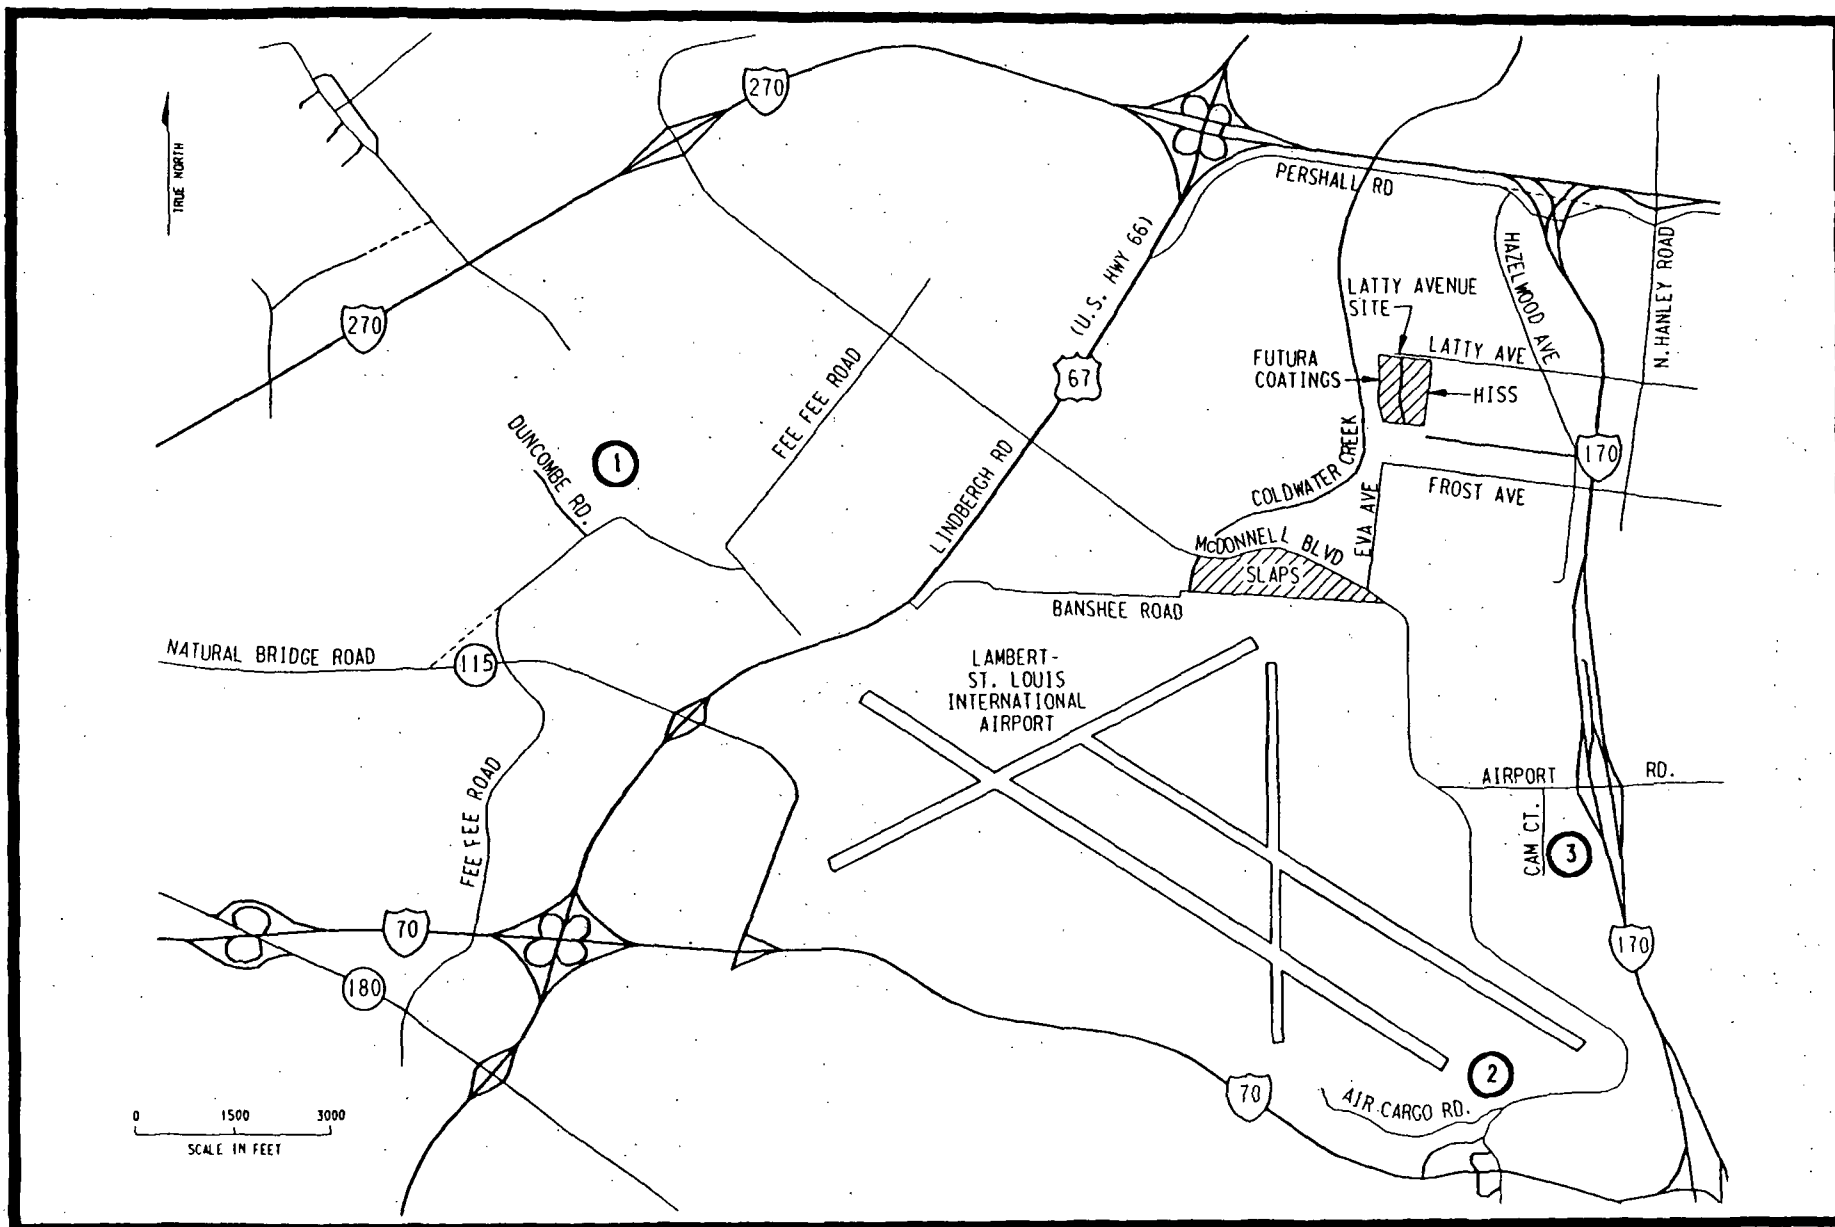 270
TRUE NORTH
PERSHALL RD
(U.S. HWY 66)
HAZELWOOD AVE
N. HANLEY ROAD
LATTY AVENUE
SITE
270
LATTY AVE
FUTURA
COATINGS
HISS
67
FEE FEE ROAD
DUNCOMBE RD.
1
LINDBERGH RD
COLDWATER CREEK
170
EVA AVE
FROST AVE
McDONNELL BLVD
SLAPS
BANSHEE ROAD
NATURAL BRIDGE ROAD
115
LAMBERT-
ST. LOUIS
INTERNATIONAL
AIRPORT
AIRPORT RD.
FEE FEE ROAD
CAM CT.
3
70
170
180
2
70
AIR CARGO RD.
0 1500 3000
SCALE IN FEET